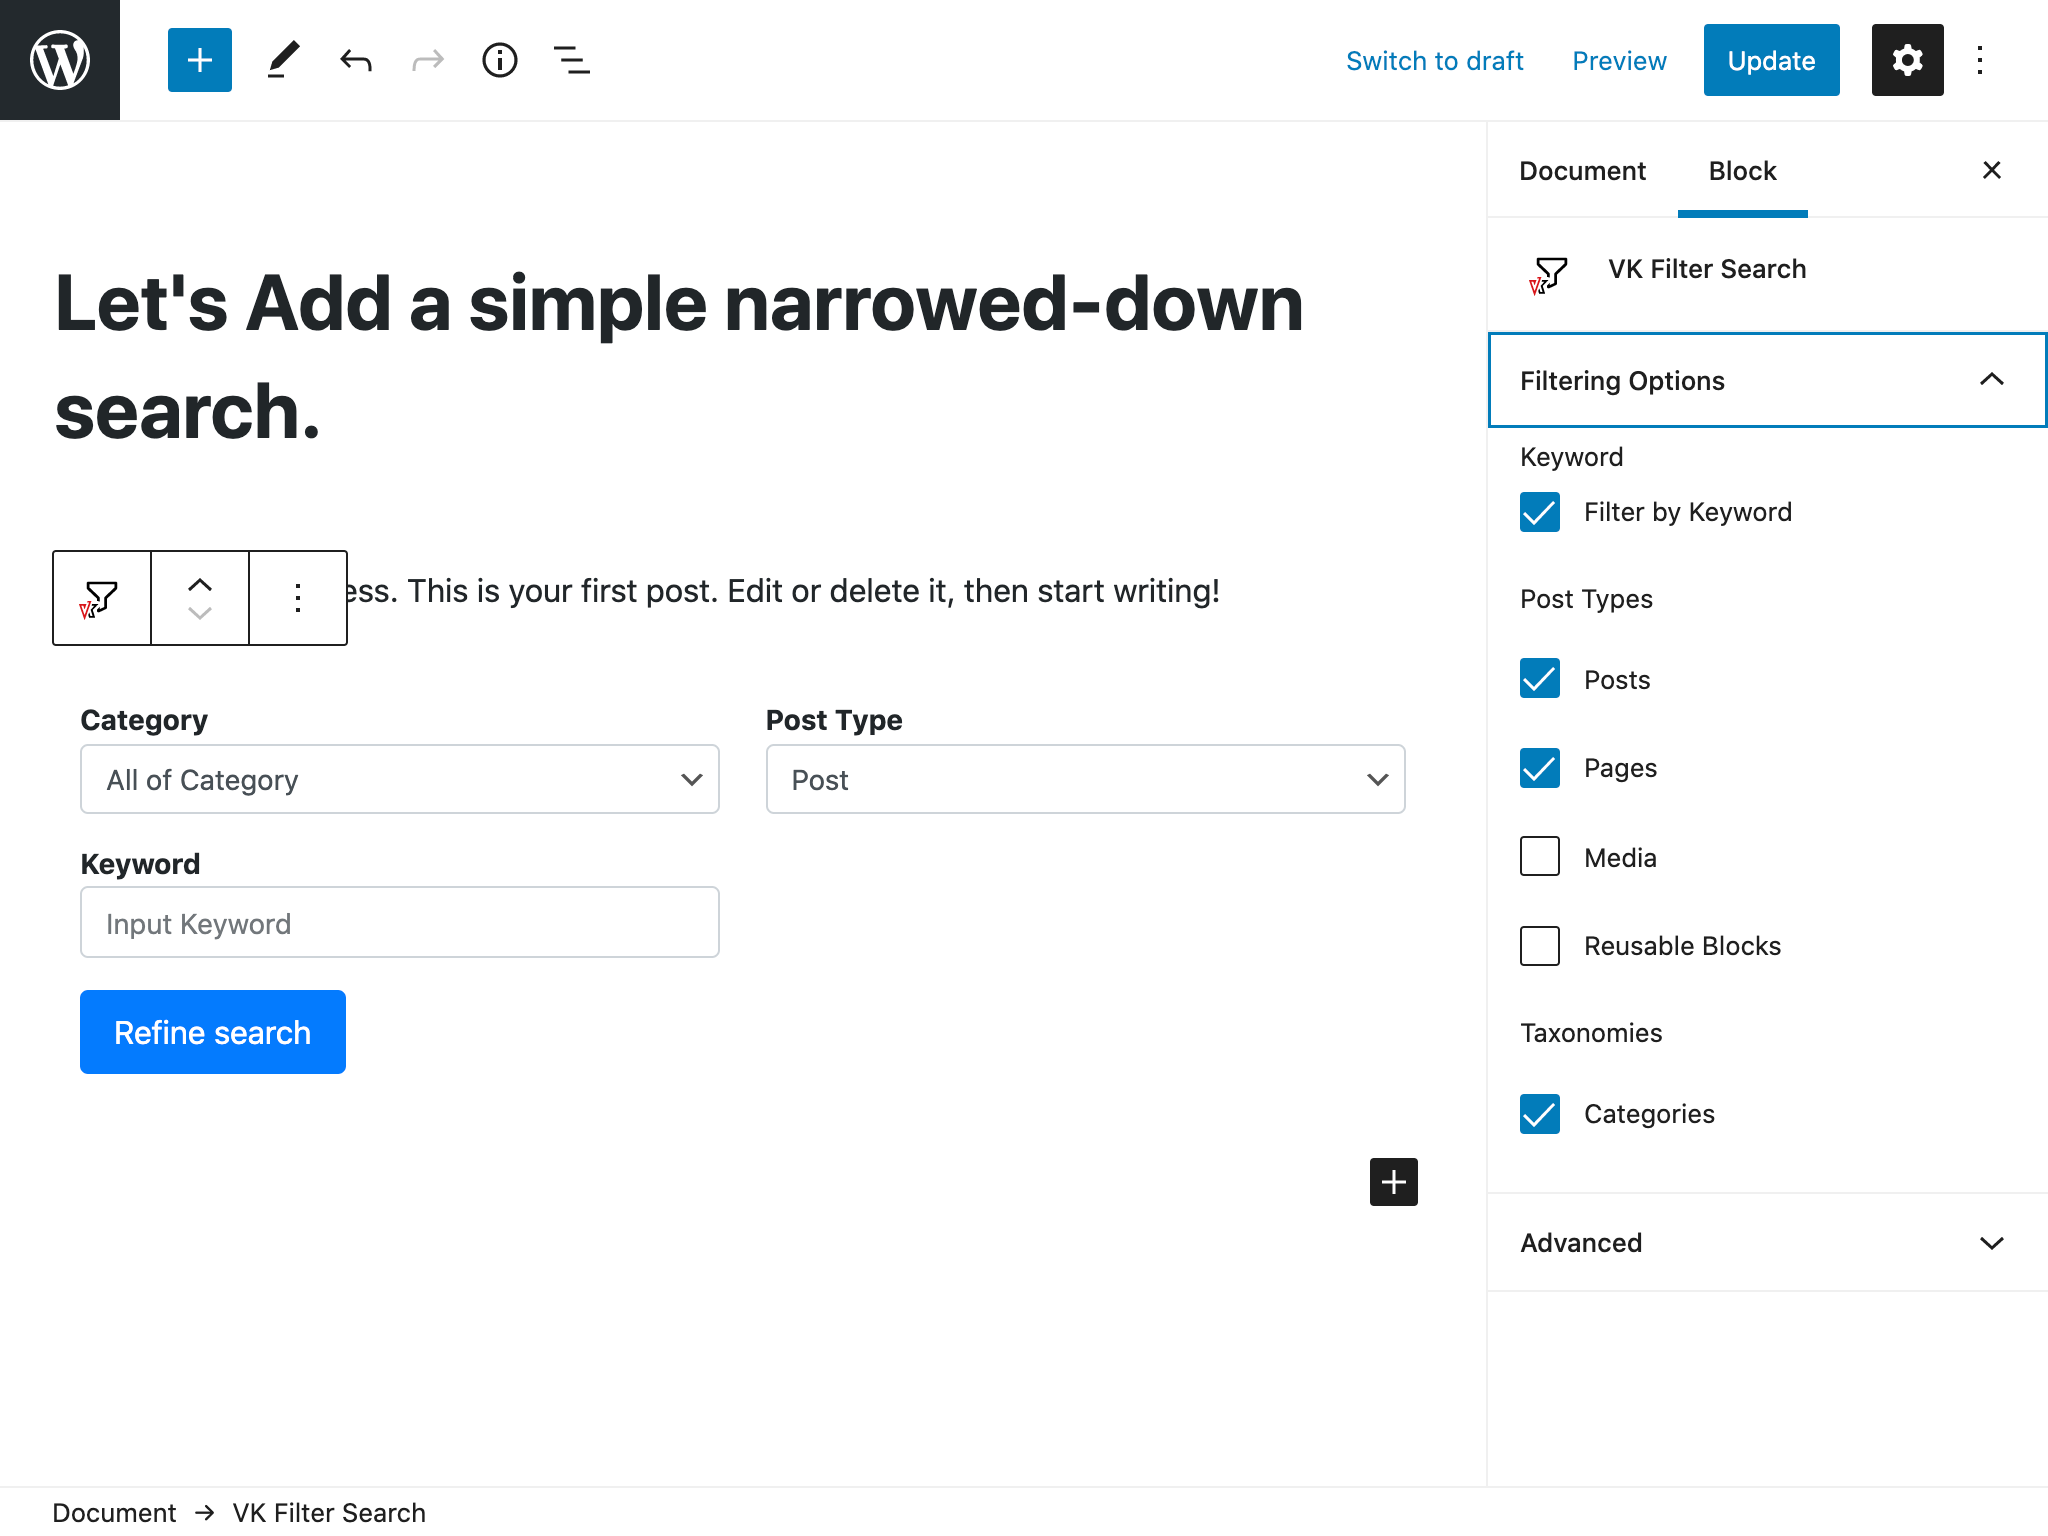 Switch to draft
Preview
Update
Let's Add a simple narrowed-down
search.
ess. This is your first post. Edit or delete it, then start writing!
Category
Post Type
All of Category
Post
Keyword
Input Keyword
Refine search
Document
Block
VK Filter Search
Filtering Options
Keyword
Filter by Keyword
Post Types
Posts
Pages
Media
Reusable Blocks
Taxonomies
Categories
Advanced
Document → VK Filter Search